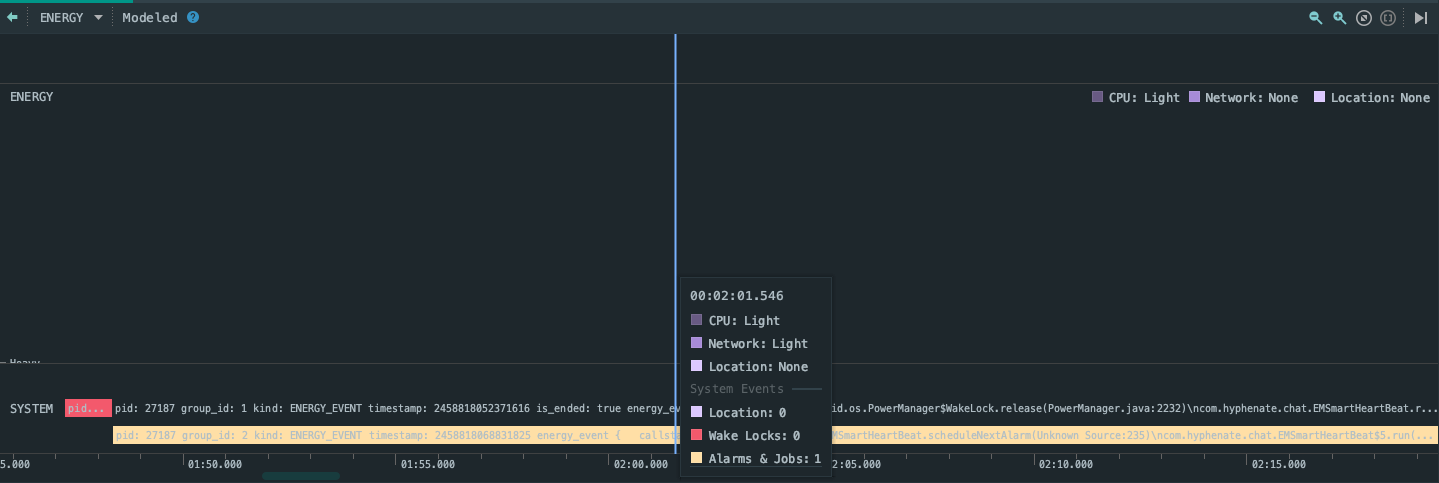 ENERGY Modeled ?
ENERGY
CPU: Light Network: None Location: None
00:02:01.546
CPU: Light
Network: Light
Location: None
System Events
Location: 0
Wake Locks: 0
Alarms & Jobs: 1
Heavy
SYSTEM pid... pid: 27187 group_id: 1 kind: ENERGY_EVENT timestamp: 2458818052371616 is_ended: true energy_ev id.os.PowerManager$WakeLock.release(PowerManager.java:2232)\ncom.hyphenate.chat.EMSmartHeartBeat.r...
pid: 27187 group_id: 2 kind: ENERGY_EVENT timestamp: 2458818068831825 energy_event { callsta MSmartHeartBeat.scheduleNextAlarm(Unknown Source:235)\ncom.hyphenate.chat.EMSmartHeartBeat$5.run(...
5.000 01:50.000 01:55.000 02:00.000 2:05.000 02:10.000 02:15.000